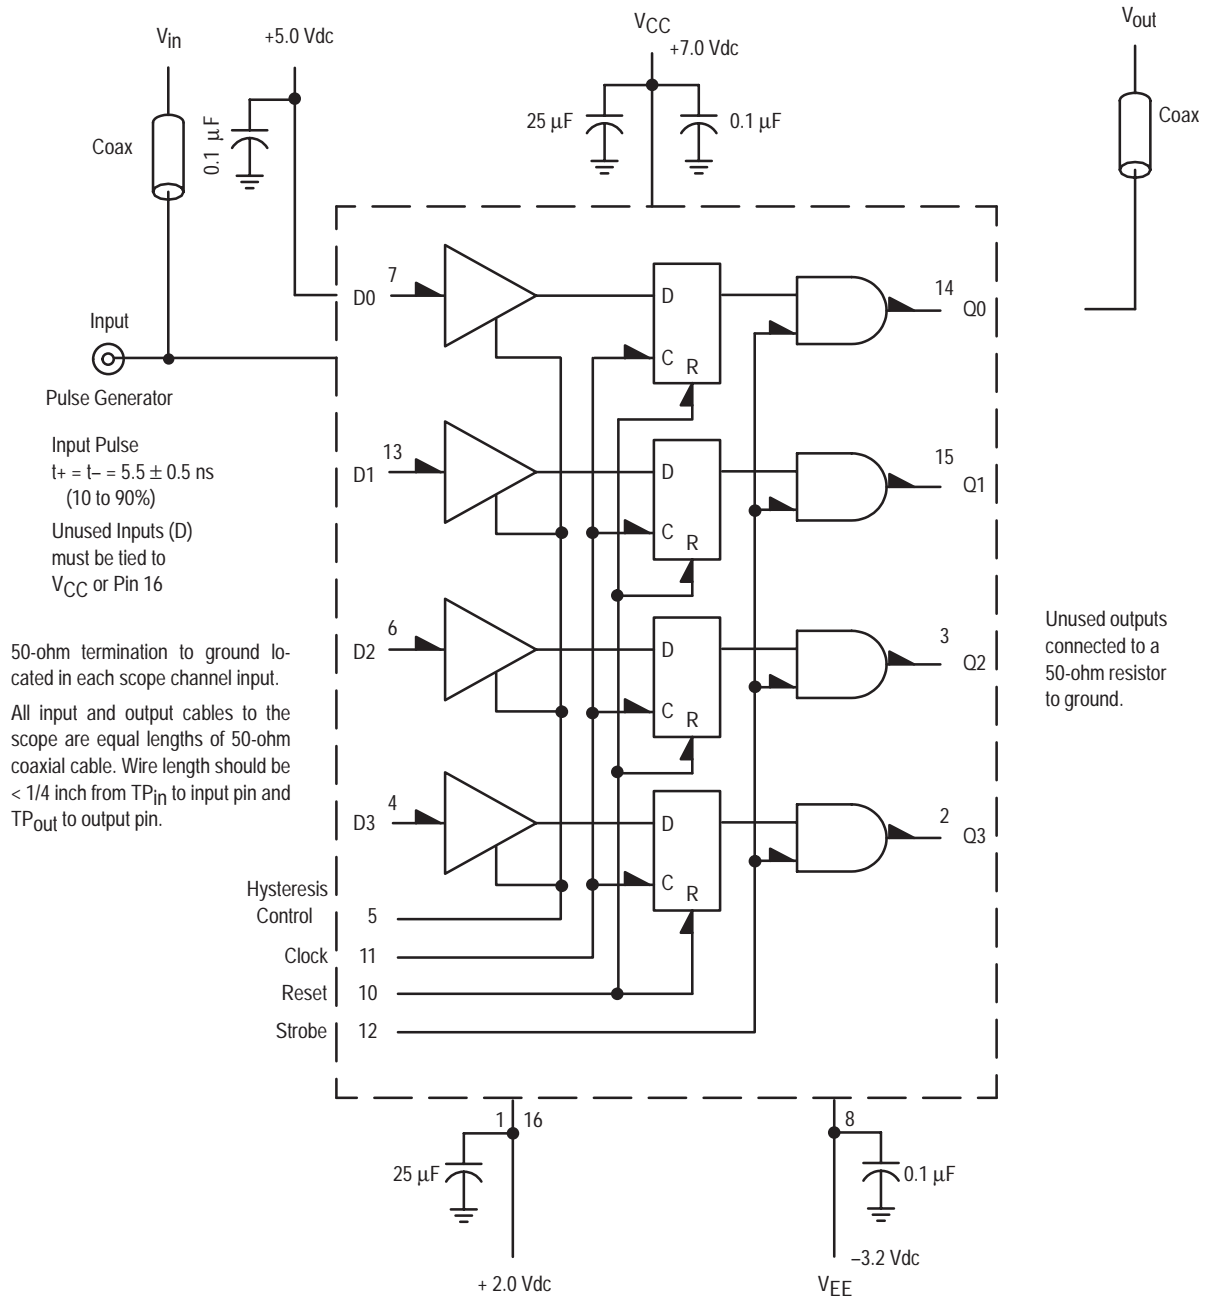 Vin
+5.0 Vdc
VCC
+7.0 Vdc
Vout
Coax
0.1 µF
25 µF
0.1 µF
Coax
D0
7
D
C
R
14
Q0
Input
Pulse Generator
Input Pulse
t+ = t– = 5.5 ± 0.5 ns
(10 to 90%)
Unused Inputs (D)
must be tied to
VCC or Pin 16
D1
13
D
C
R
15
Q1
50-ohm termination to ground lo-
cated in each scope channel input.
All input and output cables to the
scope are equal lengths of 50-ohm
coaxial cable. Wire length should be
< 1/4 inch from TPin to input pin and
TPout to output pin.
D2
6
D
C
R
3
Q2
Unused outputs
connected to a
50-ohm resistor
to ground.
D3
4
D
C
R
2
Q3
Hysteresis
Control
5
Clock
11
Reset
10
Strobe
12
1
16
8
25 µF
0.1 µF
+ 2.0 Vdc
–3.2 Vdc
VEE